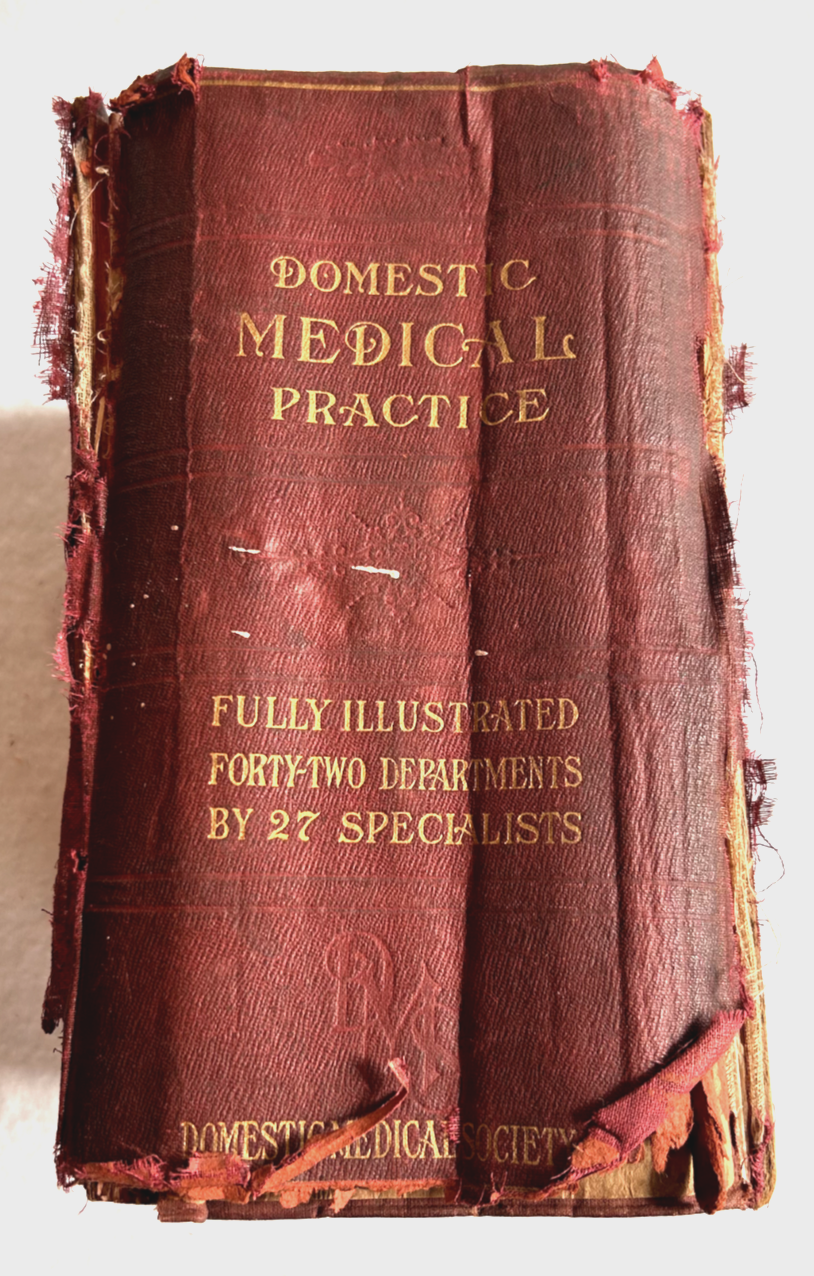 DOMESTIC
MEDICAL
PRACTICE
FULLY ILLUSTRATED
FORTY-TWO DEPARTMENTS
BY 27 SPECIALISTS
DOMESTIC MEDICAL SOCIETY